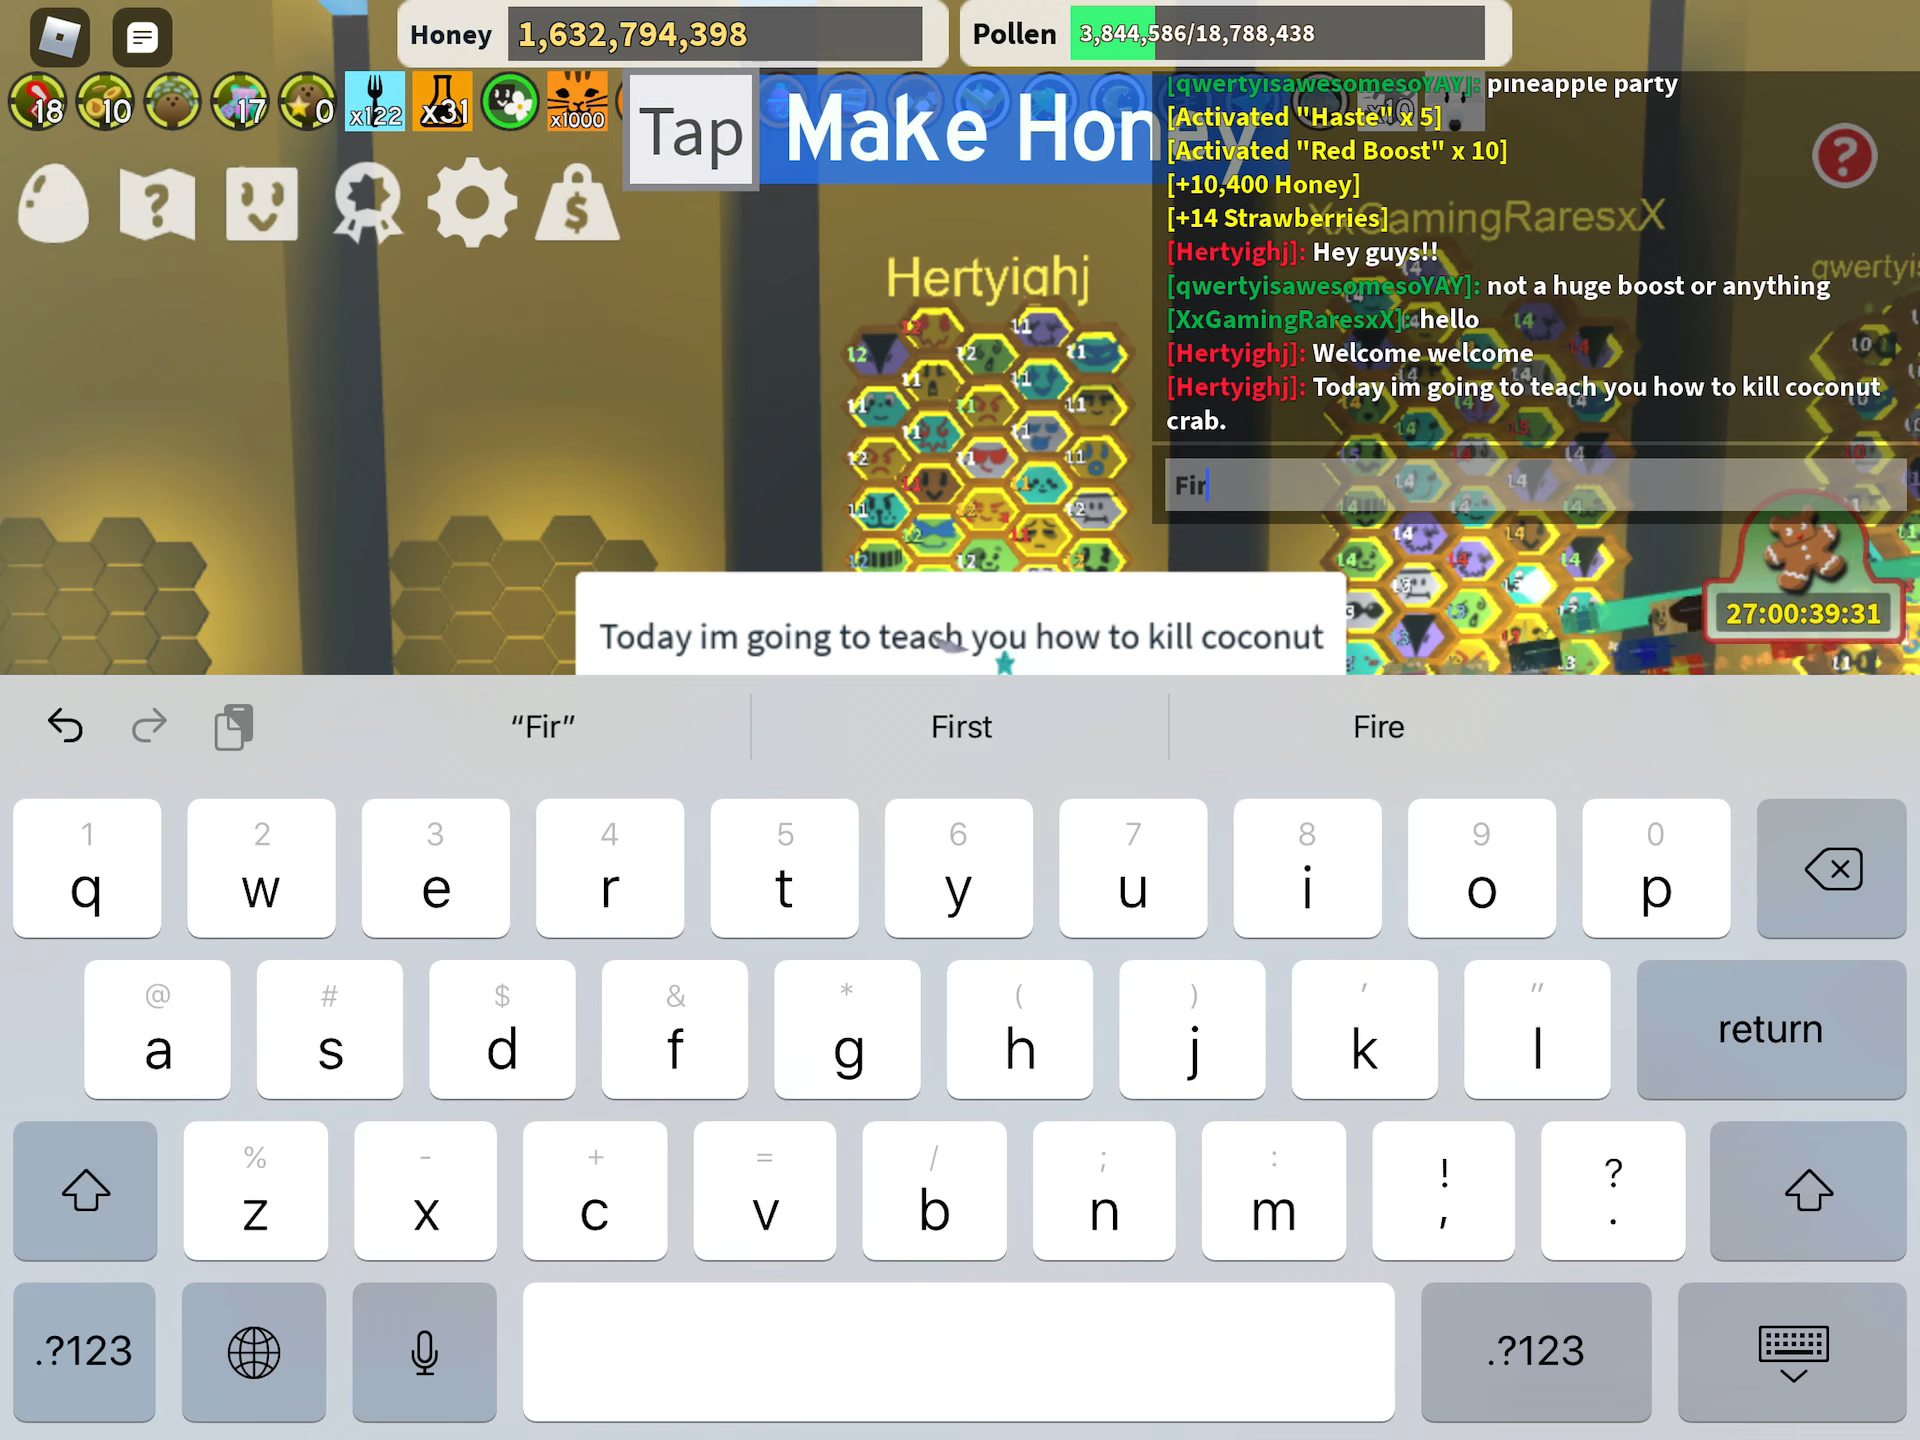 Honey 1,632,794,398
Pollen 3,844,586/18,788,438
18 10 17 0 x122 x31 x1000 x10
Tap Make Honey
[qwertyisawesomesoYAY]: pineapple party
[Activated "Haste" x 5]
[Activated "Red Boost" x 10]
[+10,400 Honey]
[+14 Strawberries]
[Hertyighj]: Hey guys!!
[qwertyisawesomesoYAY]: not a huge boost or anything
[XxGamingRaresxX]: hello
[Hertyighj]: Welcome welcome
[Hertyighj]: Today im going to teach you how to kill coconut
crab.
Fir
XxGamingRaresxX
qwertyis
Hertyighj
27:00:39:31
Today im going to teach you how to kill coconut
“Fir” First Fire
1 2 3 4 5 6 7 8 9 0
q w e r t y u i o p
@ # $ & * ( ) ' "
a s d f g h j k l return
% - + = / ; : ! ?
z x c v b n m , .
.?123 .?123